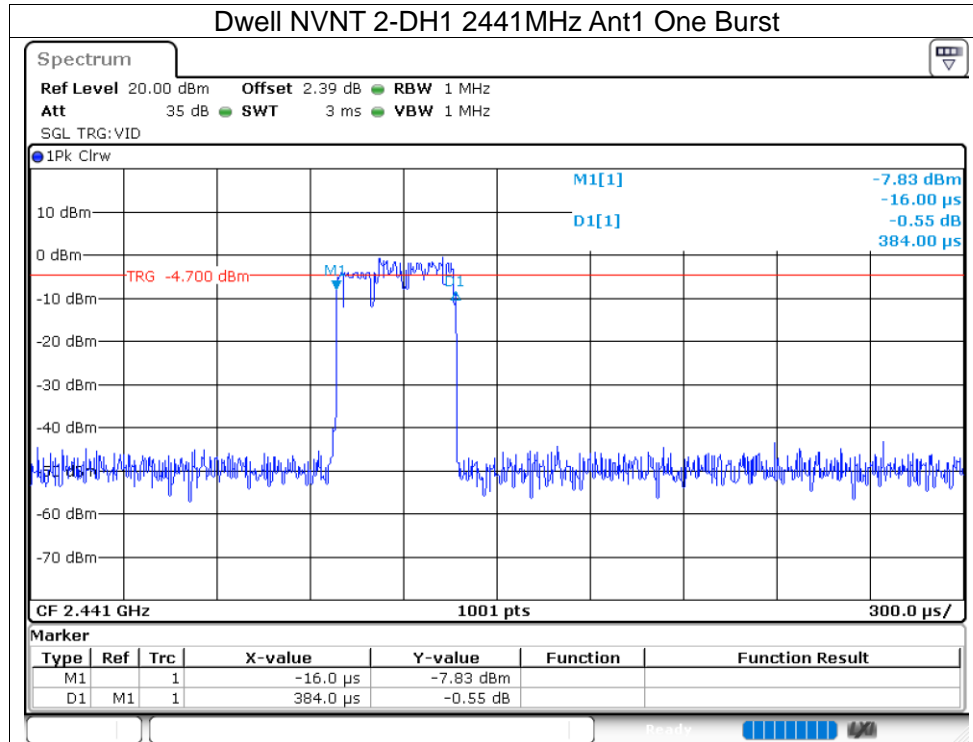 Dwell NVNT 2-DH1 2441MHz Ant1 One Burst
Spectrum
Ref Level 20.00 dBm Offset 2.39 dB RBW 1 MHz
Att 35 dB SWT 3 ms VBW 1 MHz
SGL TRG:VID
1Pk Clrw
M1[1] -7.83 dBm
-16.00 µs
10 dBm
D1[1] -0.55 dB
384.00 µs
0 dBm
M1
TRG -4.700 dBm
D1
-10 dBm
-20 dBm
-30 dBm
-40 dBm
-60 dBm
-70 dBm
CF 2.441 GHz 1001 pts 300.0 µs/
Marker
Type Ref Trc X-value Y-value Function Function Result
M1 1 -16.0 µs -7.83 dBm
D1 M1 1 384.0 µs -0.55 dB
Ready LXI